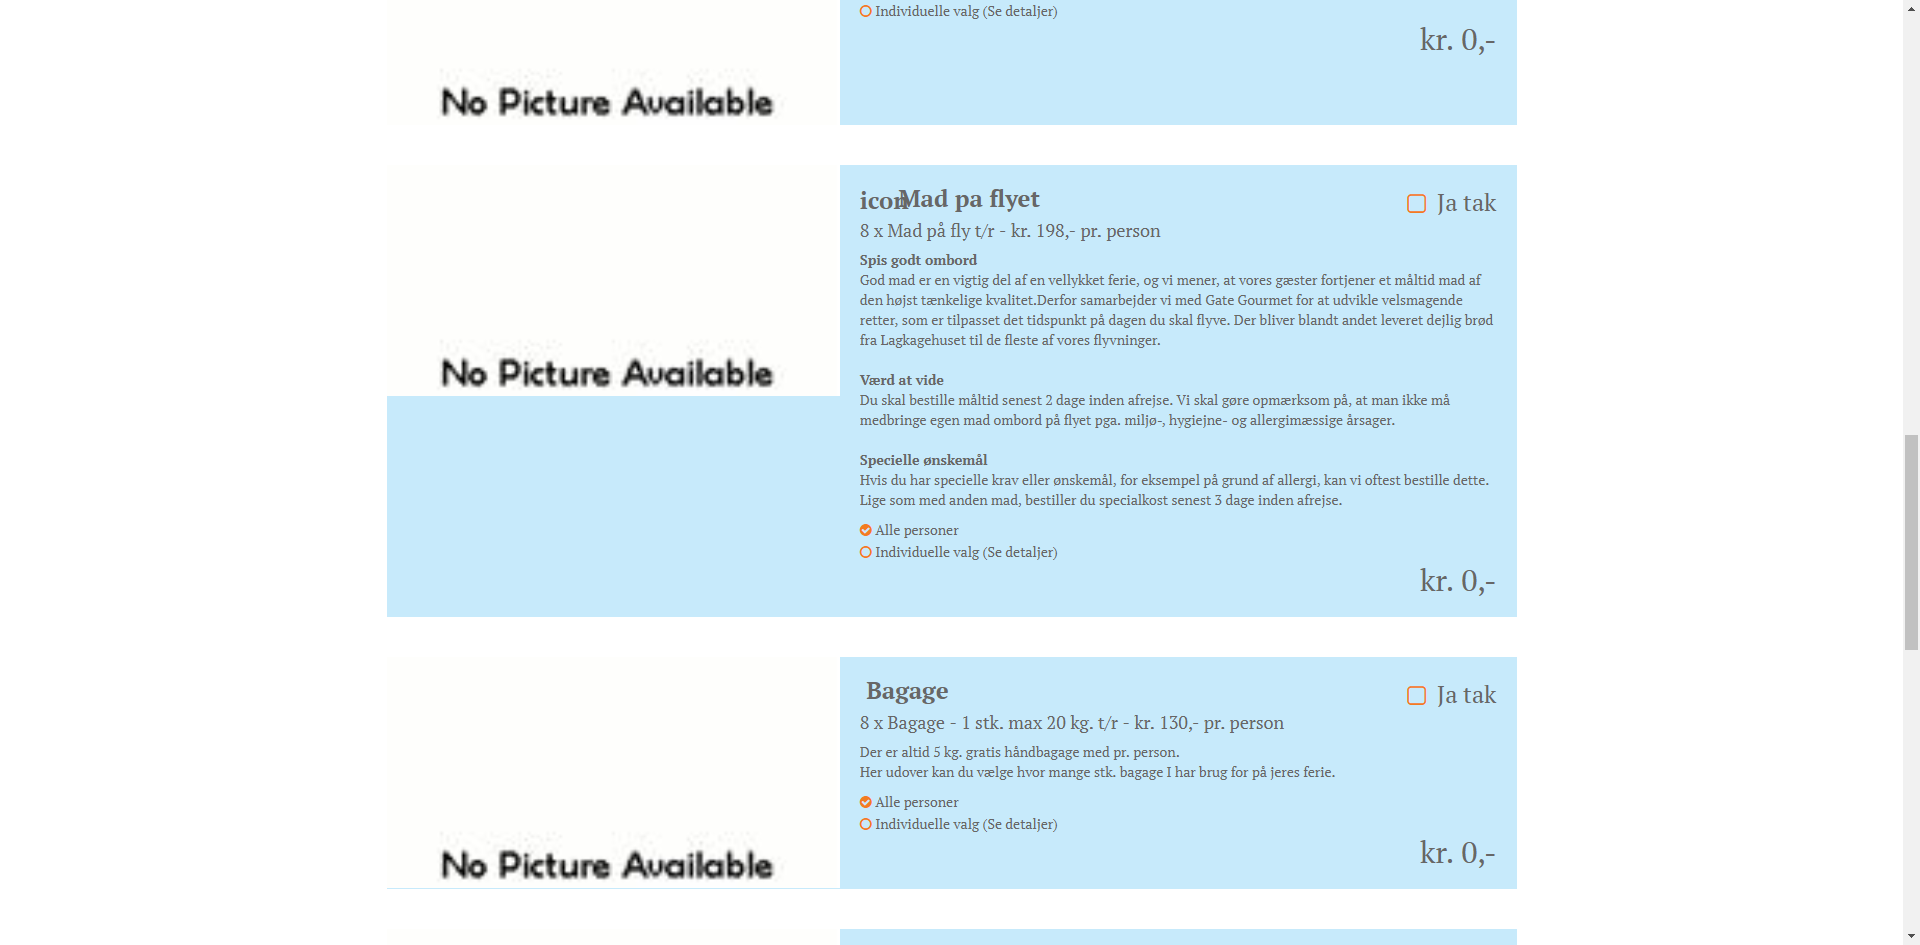 Individuelle valg (Se detaljer)
kr. 0,-
No Picture Available
icon Mad pa flyet
Ja tak
8 x Mad på fly t/r - kr. 198,- pr. person
Spis godt ombord
God mad er en vigtig del af en vellykket ferie, og vi mener, at vores gæster fortjener et måltid mad af
den højst tænkelige kvalitet.Derfor samarbejder vi med Gate Gourmet for at udvikle velsmagende
retter, som er tilpasset det tidspunkt på dagen du skal flyve. Der bliver blandt andet leveret dejlig brød
fra Lagkagehuset til de fleste af vores flyvninger.
No Picture Available
Værd at vide
Du skal bestille måltid senest 2 dage inden afrejse. Vi skal gøre opmærksom på, at man ikke må
medbringe egen mad ombord på flyet pga. miljø-, hygiejne- og allergimæssige årsager.
Specielle ønskemål
Hvis du har specielle krav eller ønskemål, for eksempel på grund af allergi, kan vi oftest bestille dette.
Lige som med anden mad, bestiller du specialkost senest 3 dage inden afrejse.
Alle personer
Individuelle valg (Se detaljer)
kr. 0,-
Bagage
Ja tak
8 x Bagage - 1 stk. max 20 kg. t/r - kr. 130,- pr. person
Der er altid 5 kg. gratis håndbagage med pr. person.
Her udover kan du vælge hvor mange stk. bagage I har brug for på jeres ferie.
Alle personer
Individuelle valg (Se detaljer)
kr. 0,-
No Picture Available